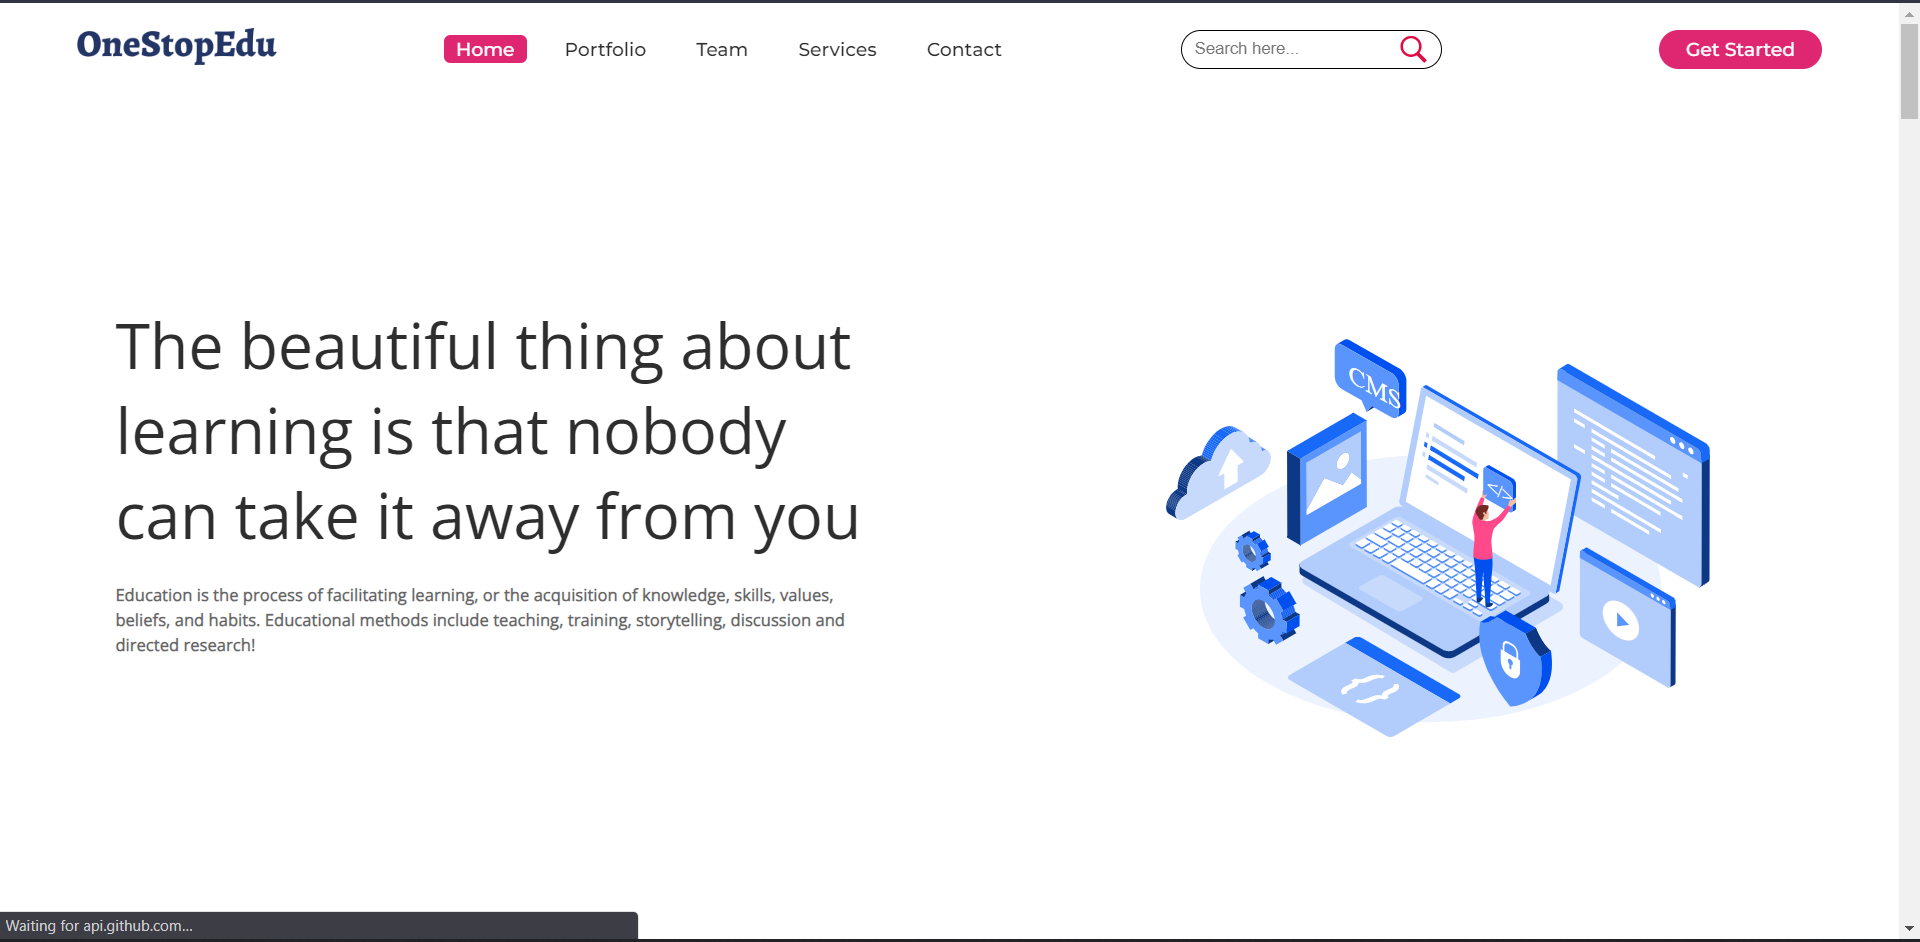 OneStopEdu
Home Portfolio Team Services Contact
Search here...
Get Started
The beautiful thing about
learning is that nobody
can take it away from you
Education is the process of facilitating learning, or the acquisition of knowledge, skills, values,
beliefs, and habits. Educational methods include teaching, training, storytelling, discussion and
directed research!
CMS
</>
{ }
Waiting for api.github.com...